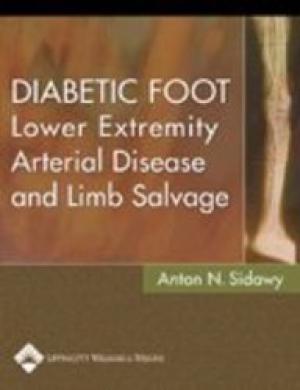 DIABETIC FOOT
Lower Extremity
Arterial Disease
and Limb Salvage
Anton N. Sidawy
LIPPINCOTT WILLIAMS & WILKINS